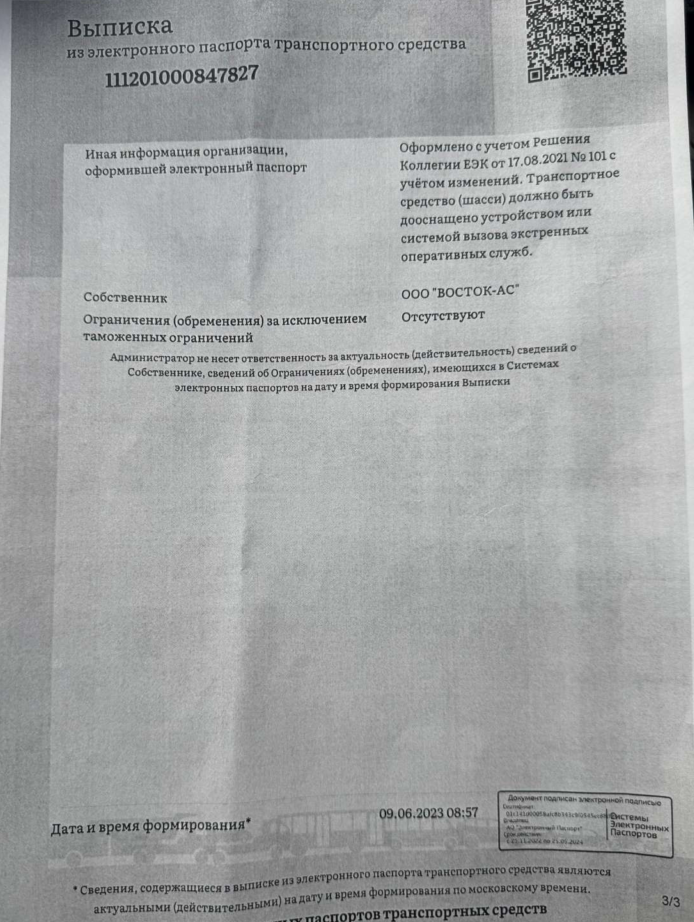 Выписка
из электронного паспорта транспортного средства
111201000847827
Иная информация организации,
оформившей электронный паспорт
Оформлено с учетом Решения
Коллегии ЕЭК от 17.08.2021 № 101 с
учётом изменений. Транспортное
средство (шасси) должно быть
дооснащено устройством или
системой вызова экстренных
оперативных служб.
Собственник
ООО "ВОСТОК-АС"
Ограничения (обременения) за исключением
таможенных ограничений
Отсутствуют
Администратор не несет ответственность за актуальность (действительность) сведений о
Собственнике, сведений об Ограничениях (обременениях), имеющихся в Системах
электронных паспортов на дату и время формирования Выписки
Дата и время формирования*
09.06.2023 08:57
Документ подписан электронной подписью
Системы
Электронных
Паспортов
* Сведения, содержащиеся в выписке из электронного паспорта транспортного средства являются
актуальными (действительными) на дату и время формирования по московскому времени.
паспортов транспортных средств
3/3